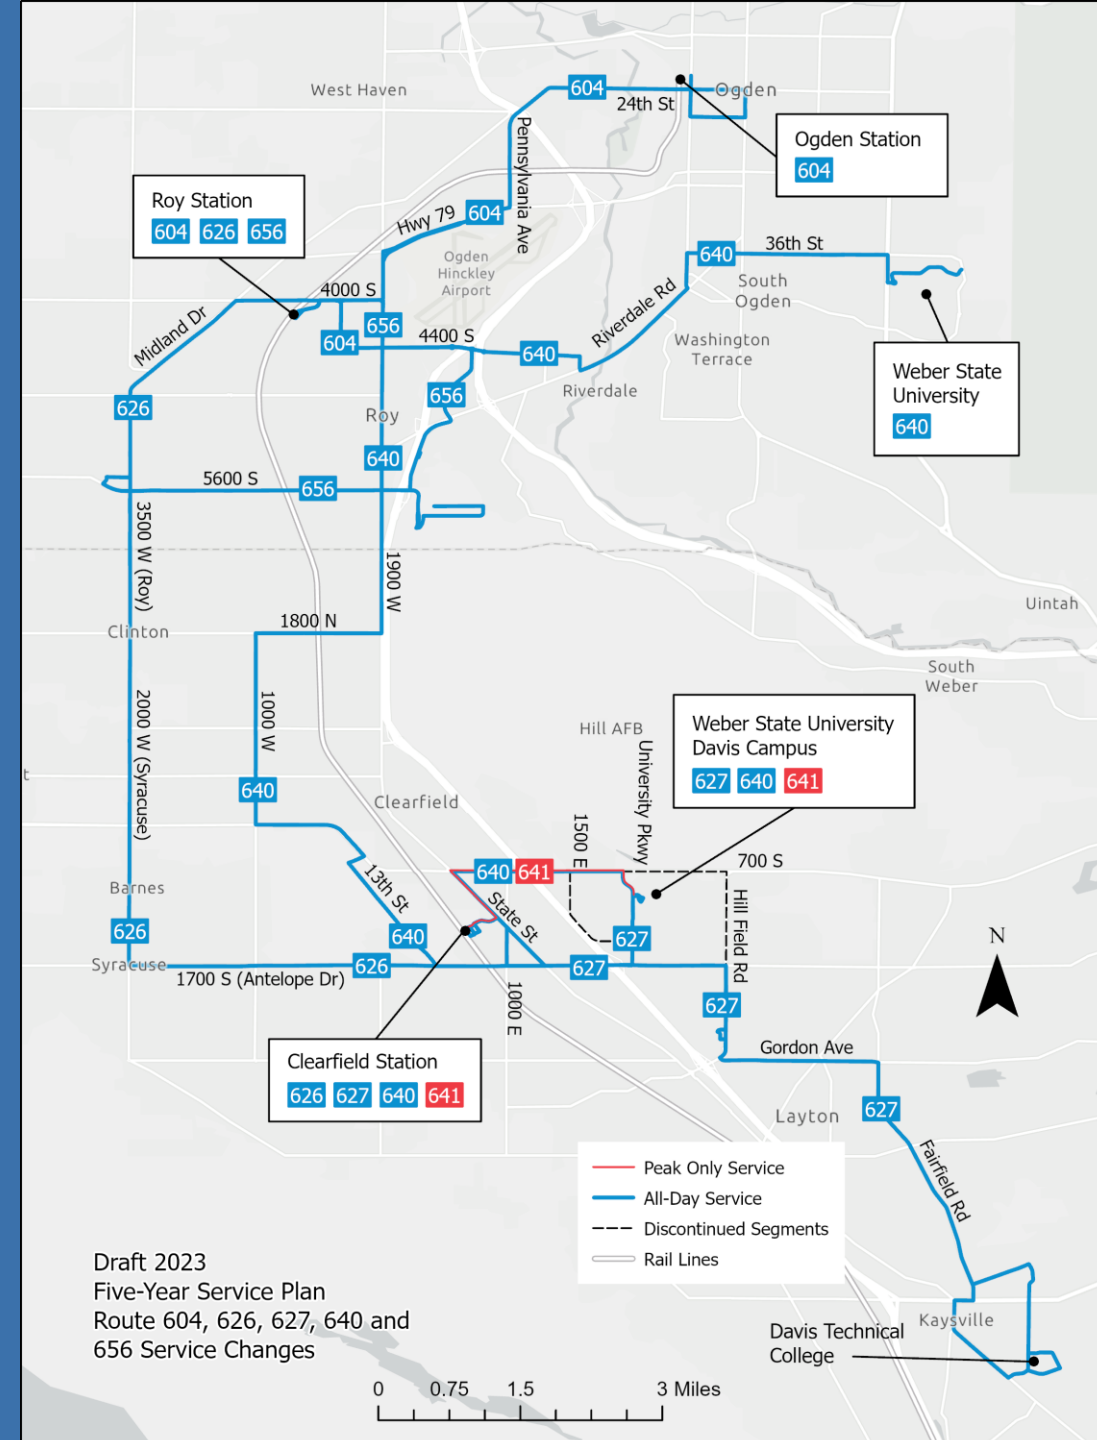 West Haven
604
24th St
Ogden
Ogden Station
604
Pennsylvania Ave
Roy Station
604 626 656
Hwy 79
604
Ogden
Hinckley
Airport
640
36th St
South
Ogden
Riverdale Rd
Washington
Terrace
Weber State
University
640
4000 S
656
Midland Dr
604
4400 S
640
Riverdale
656
626
Roy
640
5600 S
656
3500 W (Roy)
1900 W
1800 N
Clinton
Uintah
South
Weber
2000 W (Syracuse)
1000 W
640
Hill AFB
University Pkwy
Weber State University
Davis Campus
627 640 641
Clearfield
1500 E
700 S
640 641
13th St
State St
Hill Field Rd
Barnes
626
640
627
Syracuse
626
627
1700 S (Antelope Dr)
1000 E
627
N
Clearfield Station
626 627 640 641
Gordon Ave
627
Layton
Fairfield Rd
Peak Only Service
All-Day Service
Discontinued Segments
Rail Lines
Kaysville
Davis Technical
College
Draft 2023
Five-Year Service Plan
Route 604, 626, 627, 640 and
656 Service Changes
0 0.75 1.5 3 Miles